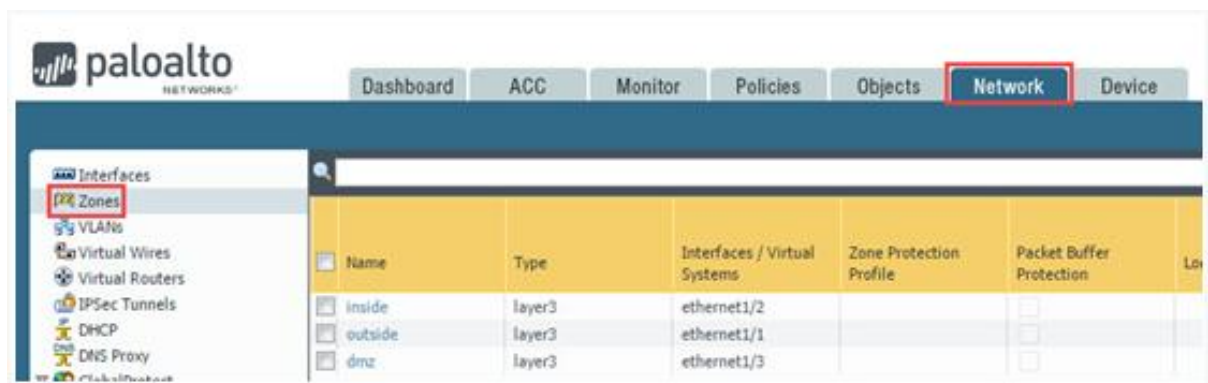 paloalto
NETWORKS
Dashboard ACC Monitor Policies Objects Network Device
Interfaces
Zones
VLANs
Virtual Wires
Virtual Routers
IPSec Tunnels
DHCP
DNS Proxy
GlobalProtect
Name Type Interfaces / Virtual Systems Zone Protection Profile Packet Buffer Protection
inside layer3 ethernet1/2
outside layer3 ethernet1/1
dmz layer3 ethernet1/3